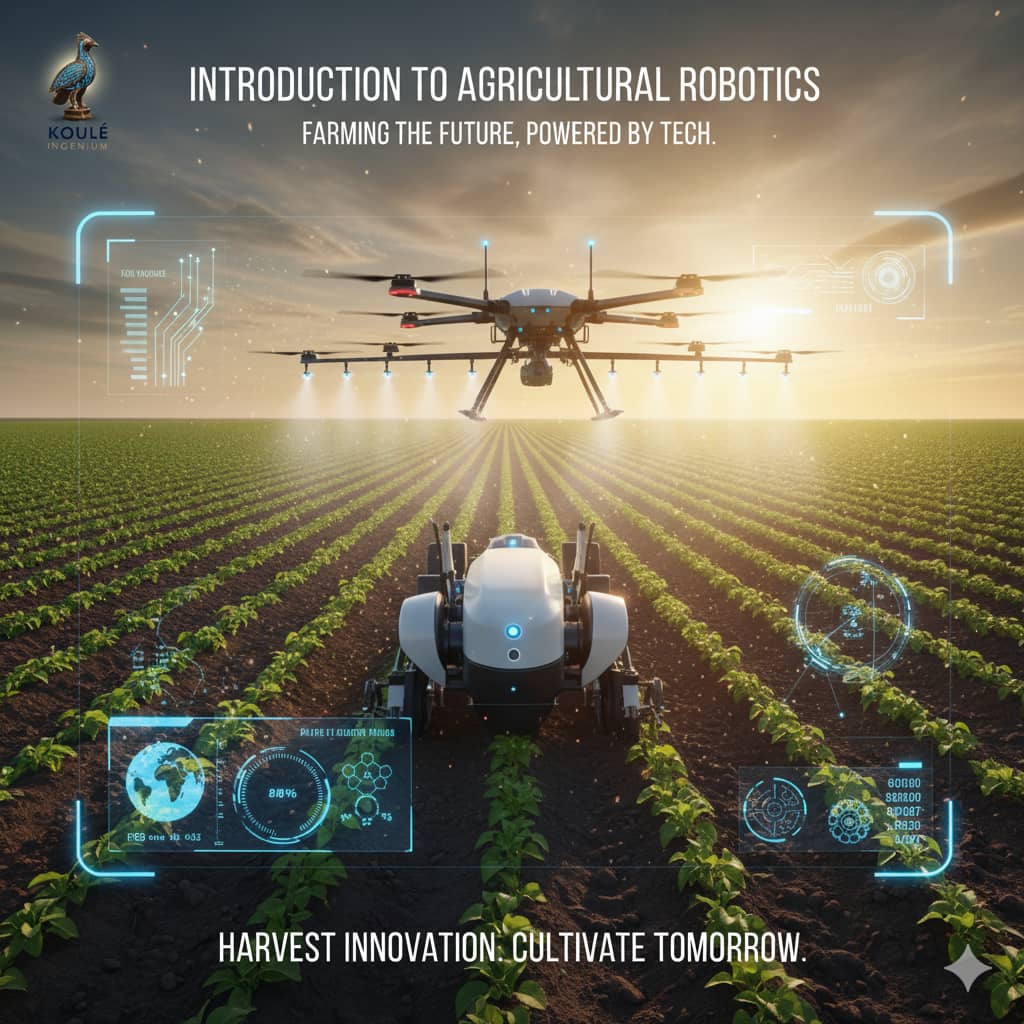 KOULÉ
INGENIUM
INTRODUCTION TO AGRICULTURAL ROBOTICS
FARMING THE FUTURE, POWERED BY TECH.
HARVEST INNOVATION: CULTIVATE TOMORROW.